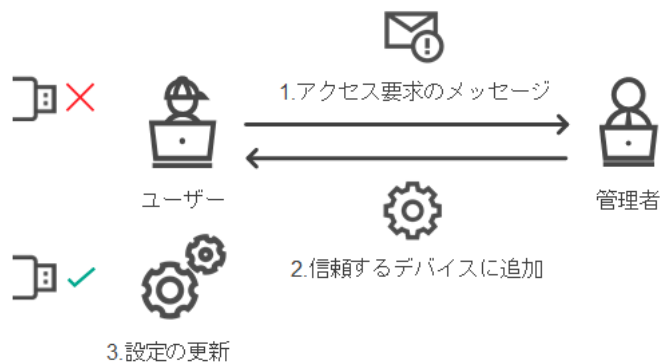 1.アクセス要求のメッセージ
ユーザー
管理者
2.信頼するデバイスに追加
3.設定の更新